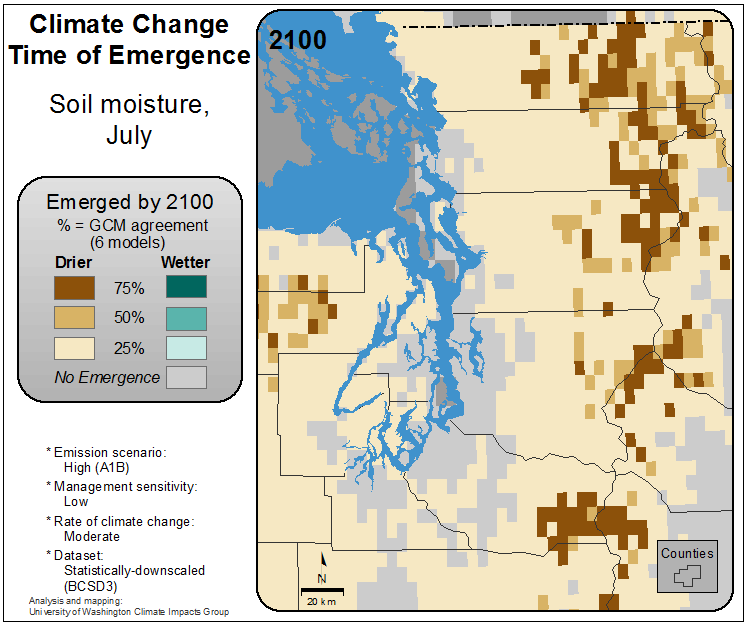 Climate Change
Time of Emergence
Soil moisture,
July
Emerged by 2100
% = GCM agreement
(6 models)
Drier Wetter
75%
50%
25%
No Emergence
* Emission scenario:
High (A1B)
* Management sensitivity:
Low
* Rate of climate change:
Moderate
* Dataset:
Statistically-downscaled
(BCSD3)
Analysis and mapping:
University of Washington Climate Impacts Group
2100
N
20 km
Counties